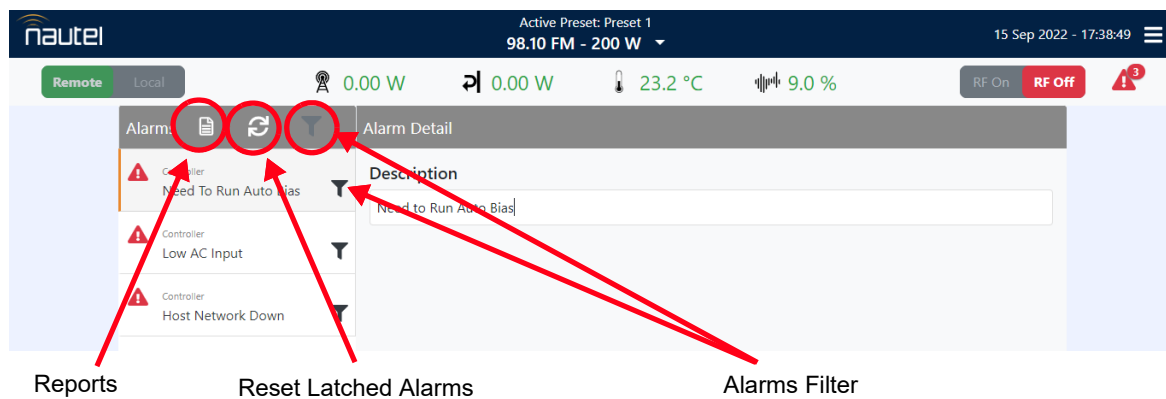 nautel
Active Preset: Preset 1
98.10 FM - 200 W
15 Sep 2022 - 17:38:49
Remote Local 0.00 W 0.00 W 23.2 °C 9.0 % RF On RF Off 3
Alarms Alarm Detail
Controller
Need To Run Auto Bias
Description
Need to Run Auto Bias
Controller
Low AC Input
Controller
Host Network Down
Reports
Reset Latched Alarms
Alarms Filter